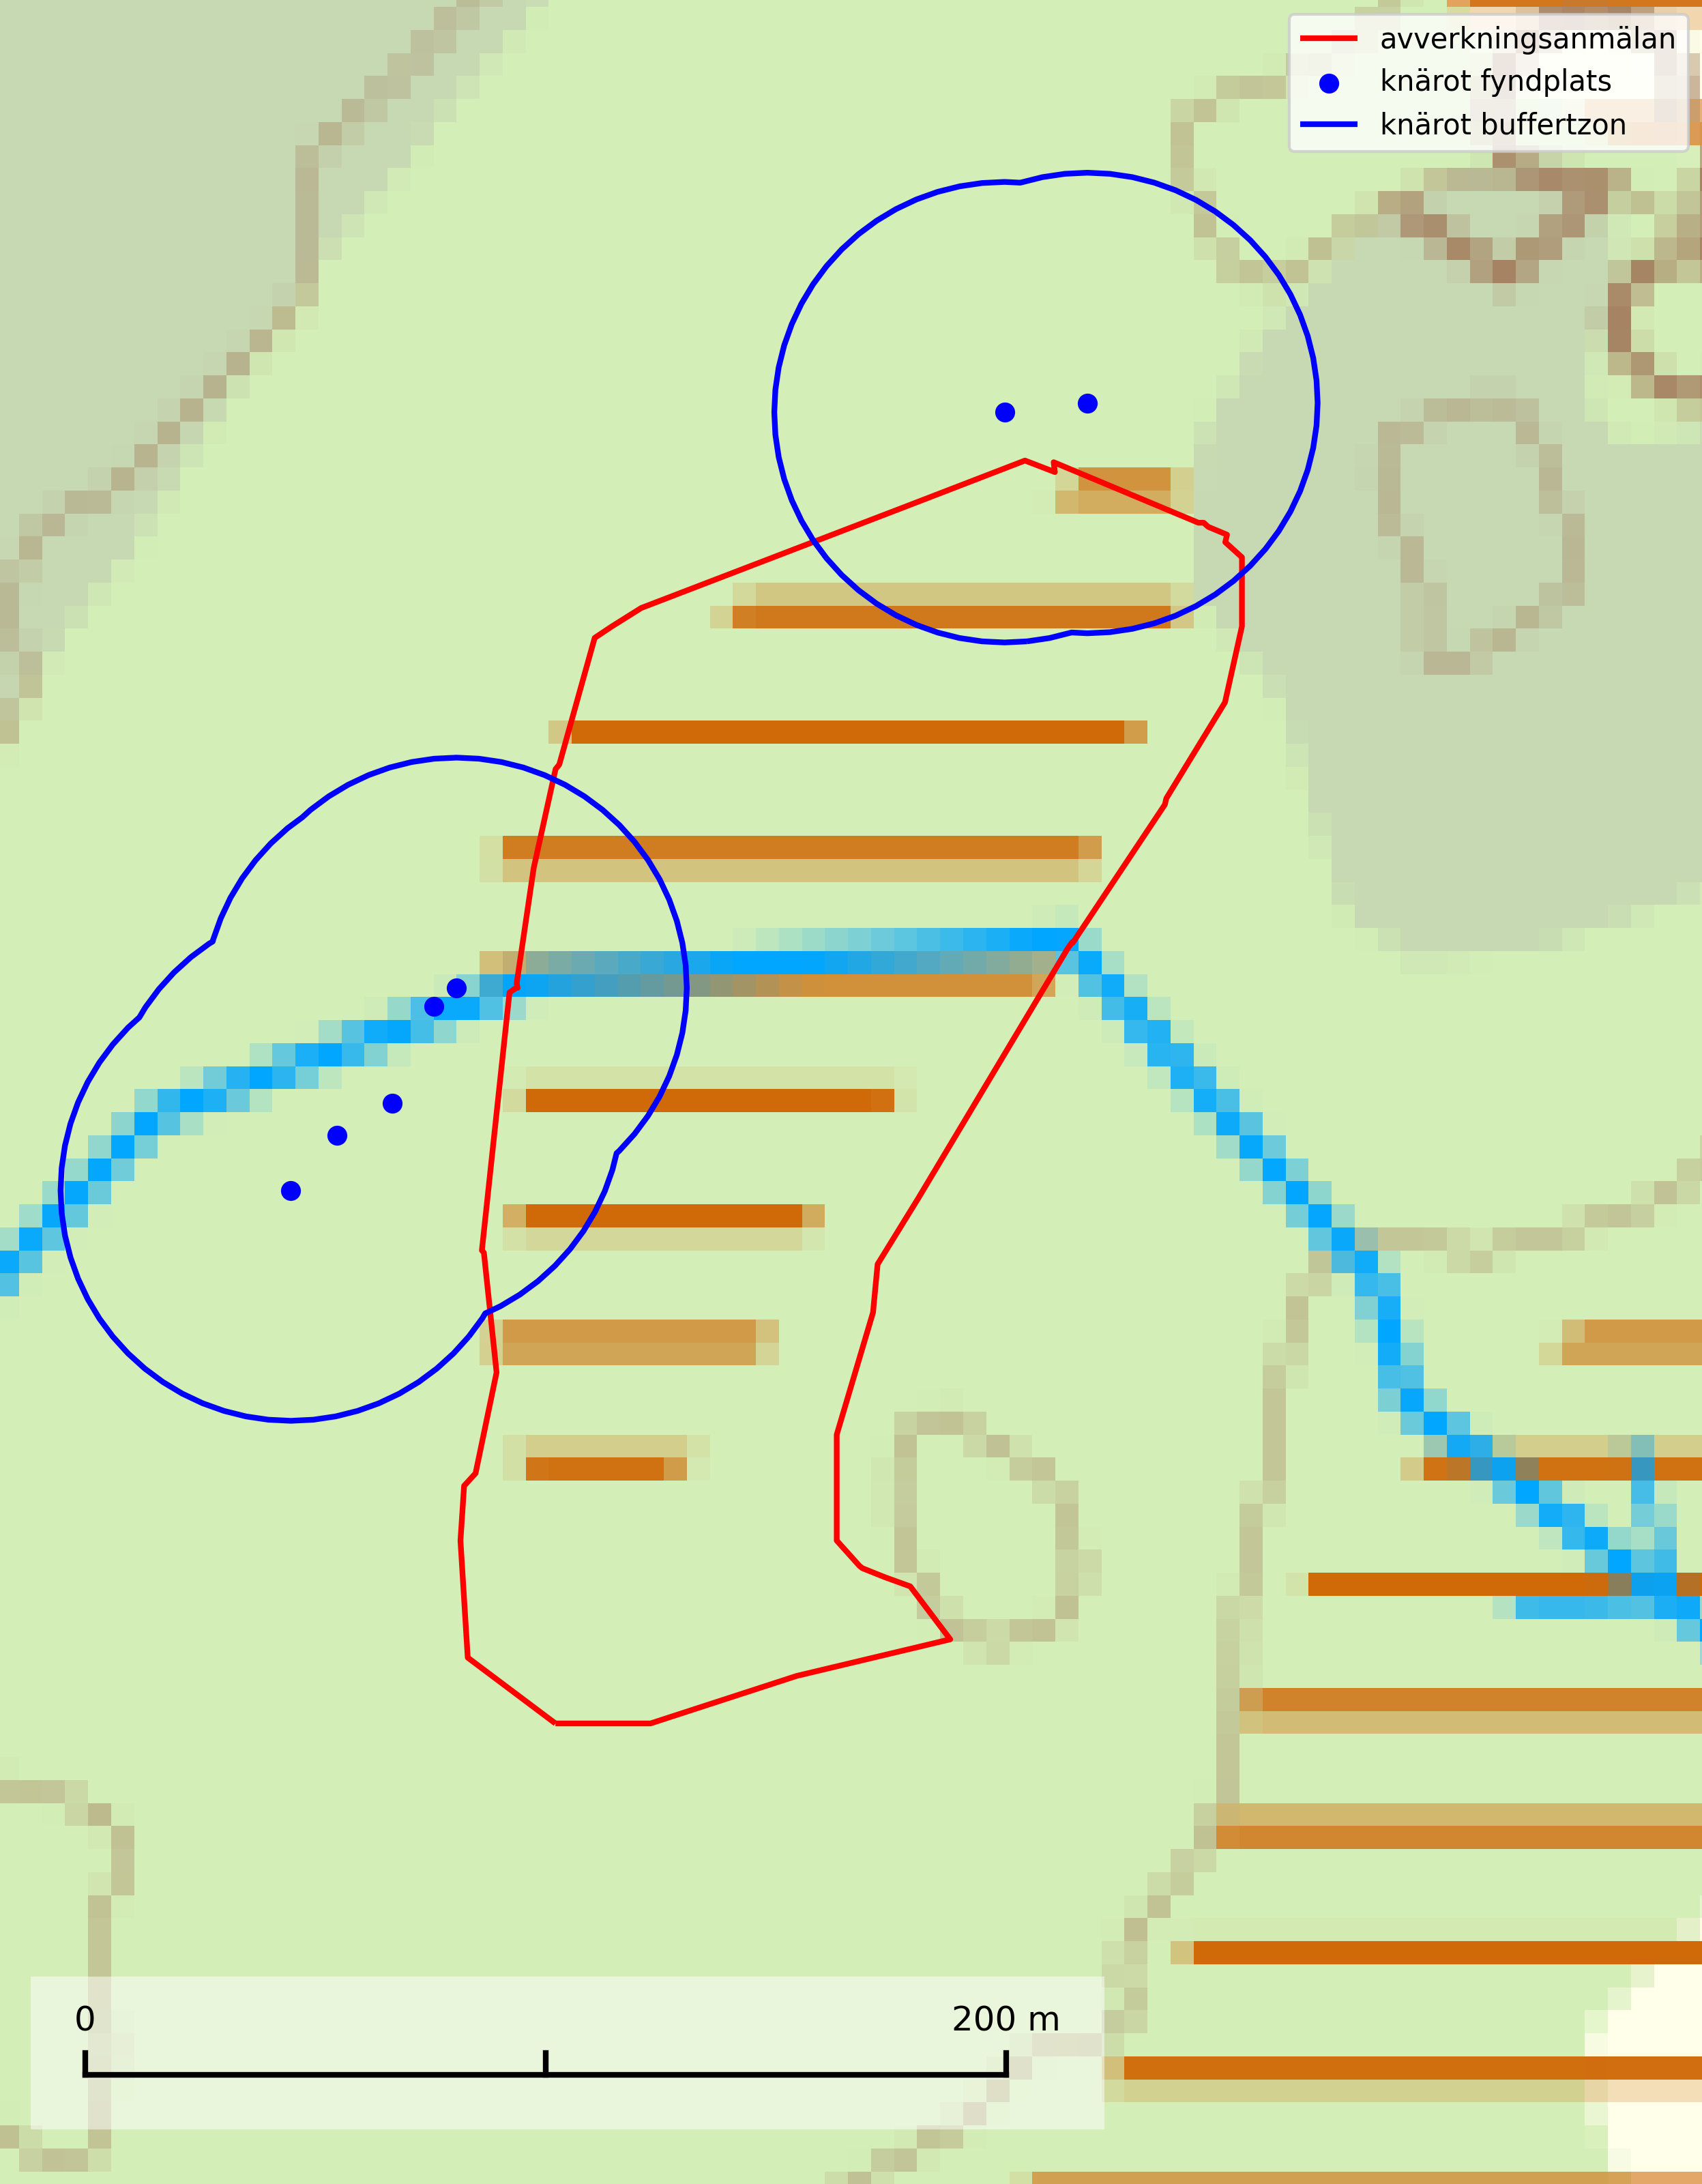 avverkningsanmälan
knärot fyndplats
knärot buffertzon
0 200 m